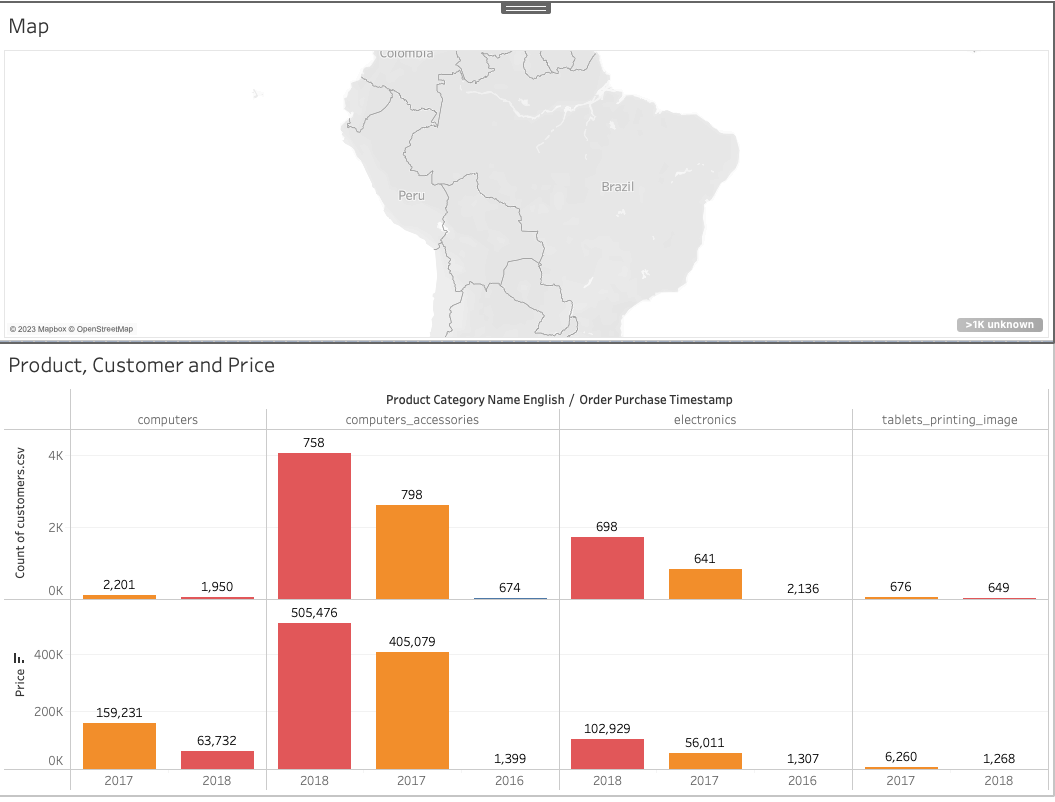 Map
Colombia
Peru
Brazil
© 2023 Mapbox © OpenStreetMap
>1K unknown
Product, Customer and Price
Product Category Name English / Order Purchase Timestamp
computers computers_accessories electronics tablets_printing_image
Count of customers.csv
4K
2K
0K
2,201 1,950 758 798 674 698 641 2,136 676 649
Price
400K
200K
0K
159,231 63,732 505,476 405,079 1,399 102,929 56,011 1,307 6,260 1,268
2017 2018 2018 2017 2016 2018 2017 2016 2017 2018